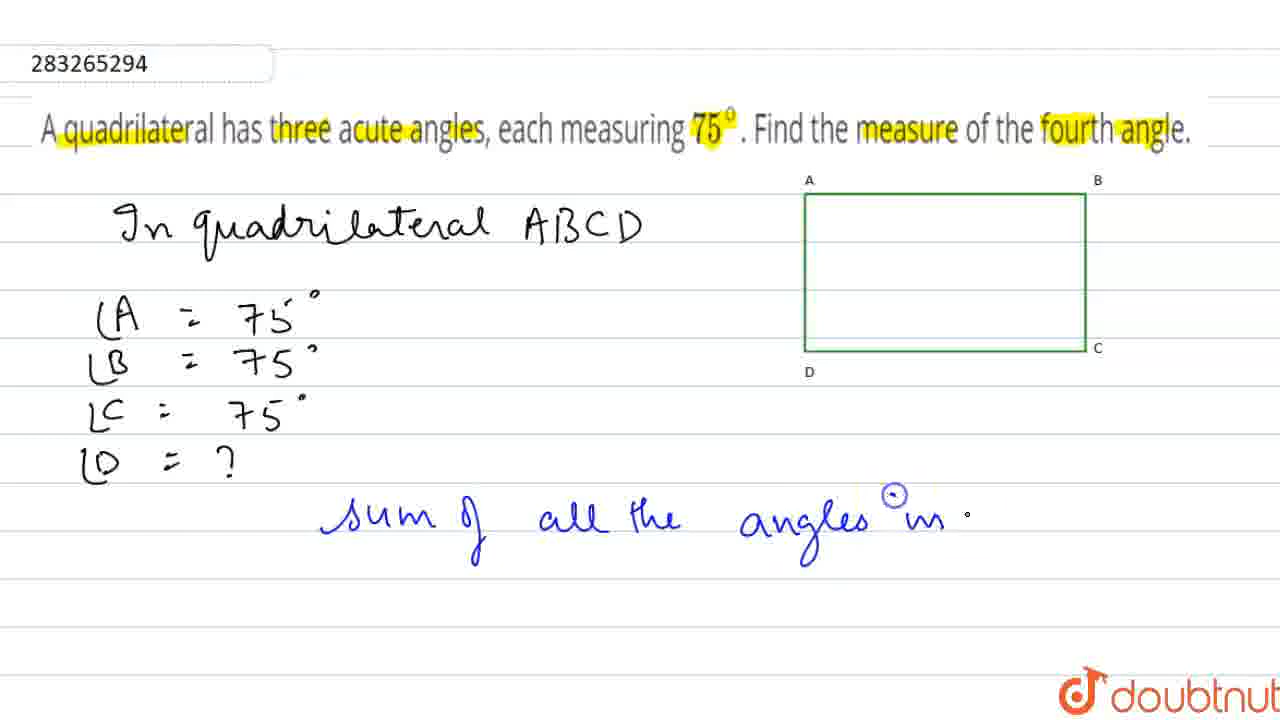 283265294
A quadrilateral has three acute angles, each measuring 75°. Find the measure of the fourth angle.
A
B
In quadrilateral ABCD
∠A = 75°
∠B = 75°
C
D
∠C = 75°
∠D = ?
sum of all the angles in
doubtnut